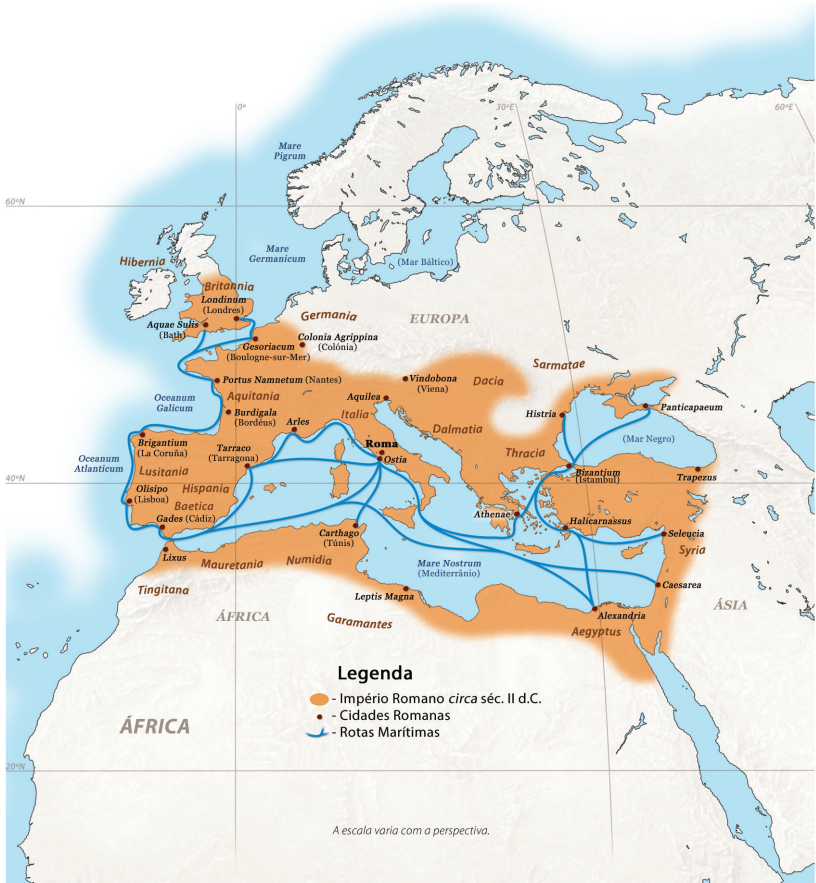 0º
30ºE
60ºE
Mare
Pigrum
60ºN
Mare
Germanicum
(Mar Báltico)
Hibernia
Britannia
Londinum
(Londres)
Aquae Sulis
(Bath)
Germania
EUROPA
Gesoriacum
(Boulogne-sur-Mer)
Colonia Agrippina
(Colónia)
Sarmatae
Portus Namnetum (Nantes)
Vindobona
(Viena)
Dacia
Oceanum
Galicum
Aquitania
Aquilea
Burdigala
(Bordéus)
Italia
Histria
Panticapaeum
Arles
Dalmatia
Brigantium
(La Coruña)
Roma
Ostia
(Mar Negro)
Tarraco
(Tarragona)
Thracia
Oceanum
Atlanticum
Lusitania
Bizantium
(Istambul)
Trapezus
40ºN
Hispania
Olisipo
(Lisboa)
Baetica
Gades (Cádiz)
Athenae
Halicarnassus
Carthago
(Túnis)
Seleucia
Lixus
Mauretania
Numidia
Mare Nostrum
(Mediterrânio)
Syria
Tingitana
Caesarea
Leptis Magna
ÁFRICA
Garamantes
Alexandria
ÁSIA
Aegyptus
Legenda
- Império Romano circa séc. II d.C.
- Cidades Romanas
- Rotas Marítimas
ÁFRICA
20ºN
A escala varia com a perspectiva.